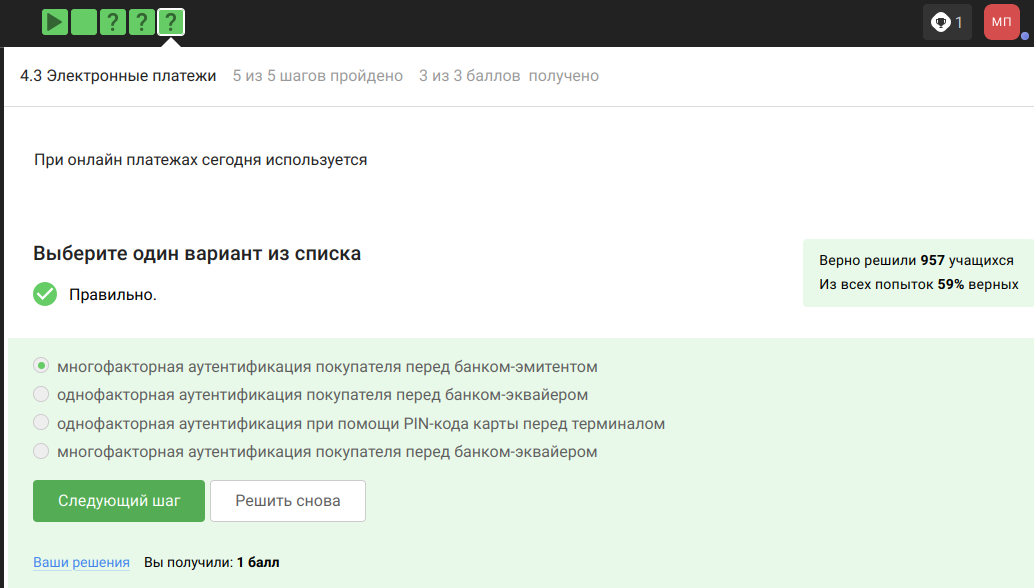 ? ? ?
1
МП
4.3 Электронные платежи 5 из 5 шагов пройдено 3 из 3 баллов получено
При онлайн платежах сегодня используется
Выберите один вариант из списка
Верно решили 957 учащихся
Из всех попыток 59% верных
Правильно.
многофакторная аутентификация покупателя перед банком-эмитентом
однофакторная аутентификация покупателя перед банком-эквайером
однофакторная аутентификация при помощи PIN-кода карты перед терминалом
многофакторная аутентификация покупателя перед банком-эквайером
Следующий шаг Решить снова
Ваши решения Вы получили: 1 балл